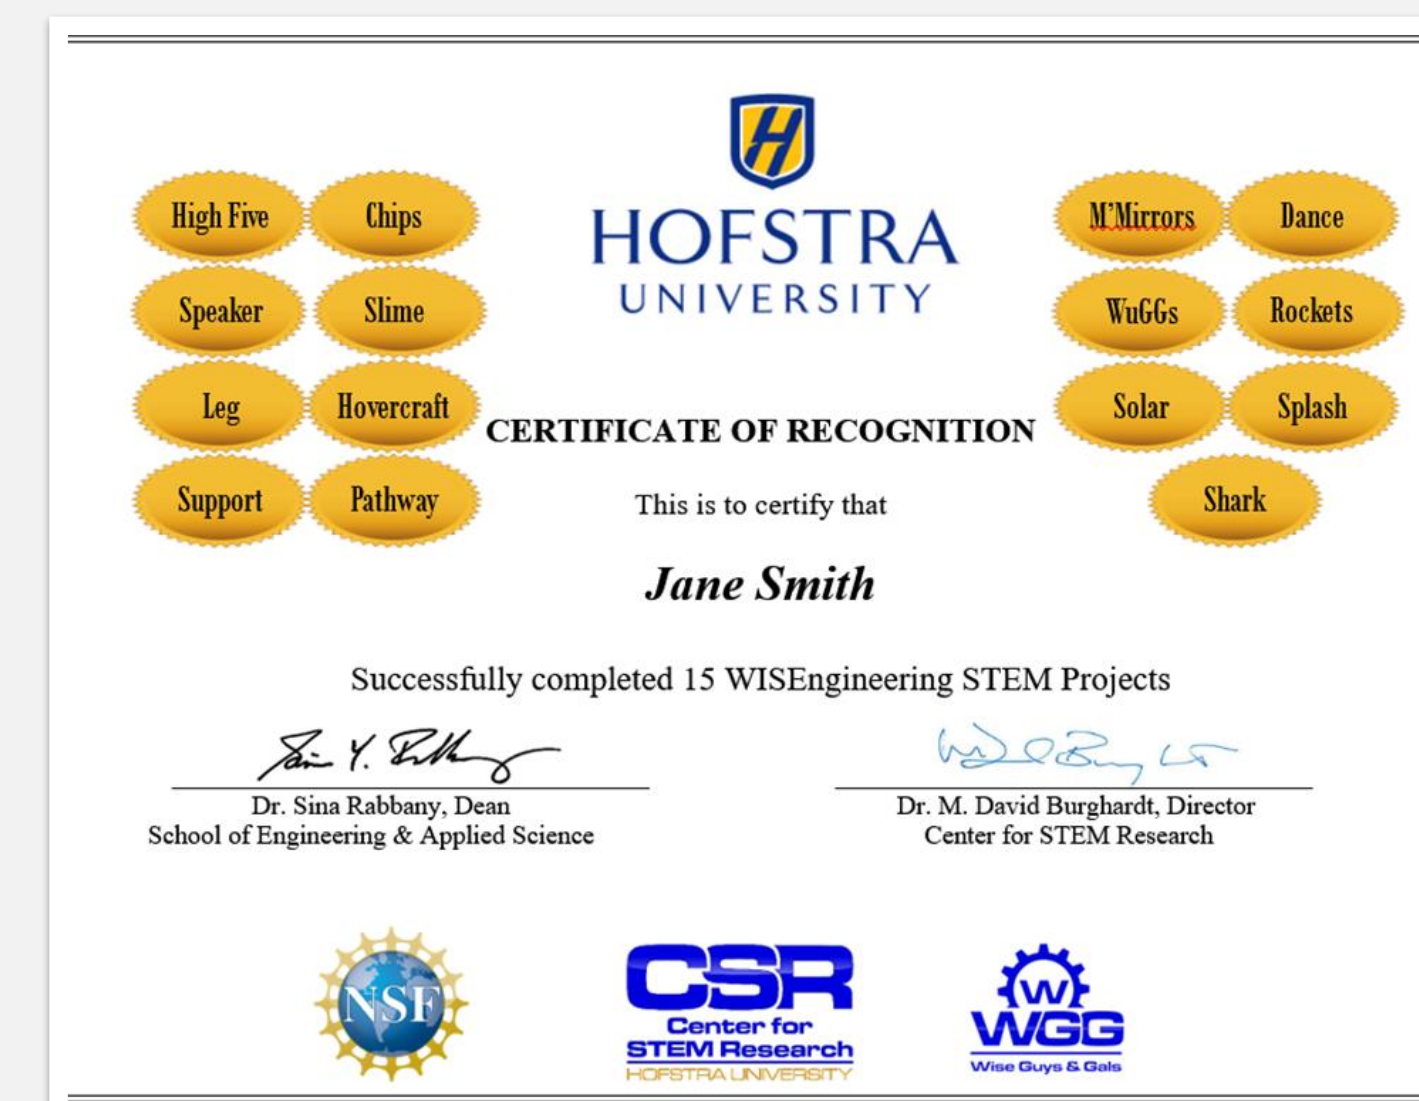 HOFSTRA
UNIVERSITY
High Five
Chips
Speaker
Slime
Leg
Hovercraft
Support
Pathway
M’Mirrors
Dance
WuGGs
Rockets
Solar
Splash
Shark
CERTIFICATE OF RECOGNITION
This is to certify that
Jane Smith
Successfully completed 15 WISEngineering STEM Projects
Dr. Sina Rabbany, Dean
School of Engineering & Applied Science
Dr. M. David Burghardt, Director
Center for STEM Research
NSF
CSR
Center for
STEM Research
HOFSTRA UNIVERSITY
W
WGG
Wise Guys & Gals